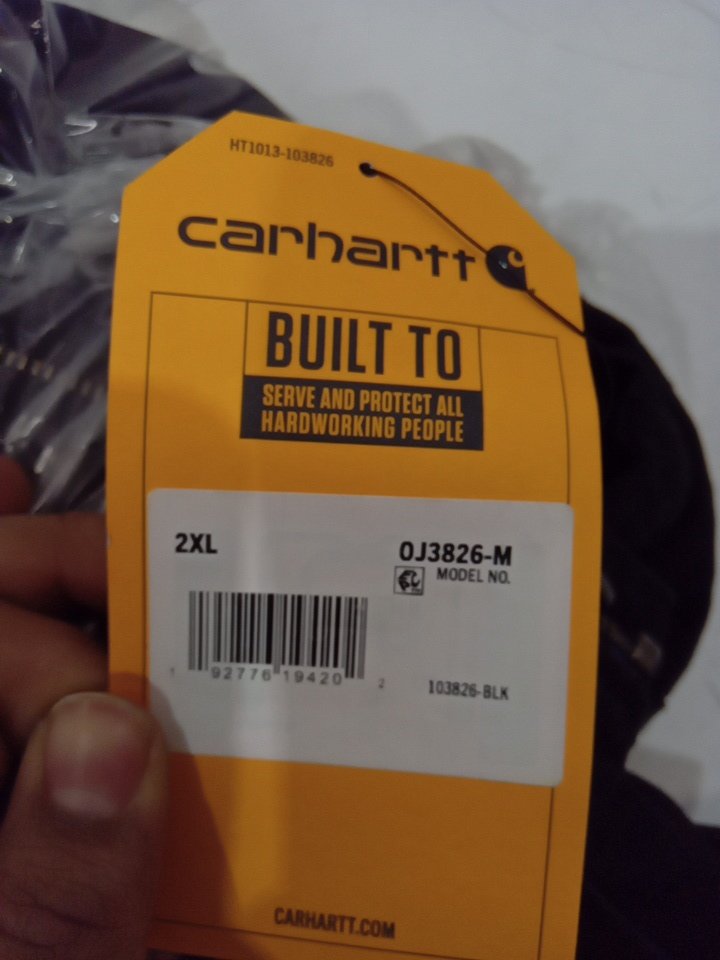 HT1013-103826
carhartt
BUILT TO
SERVE AND PROTECT ALL
HARDWORKING PEOPLE
2XL
0J3826-M
MODEL NO.
1 92776 19420 2
103826-BLK
CARHARTT.COM